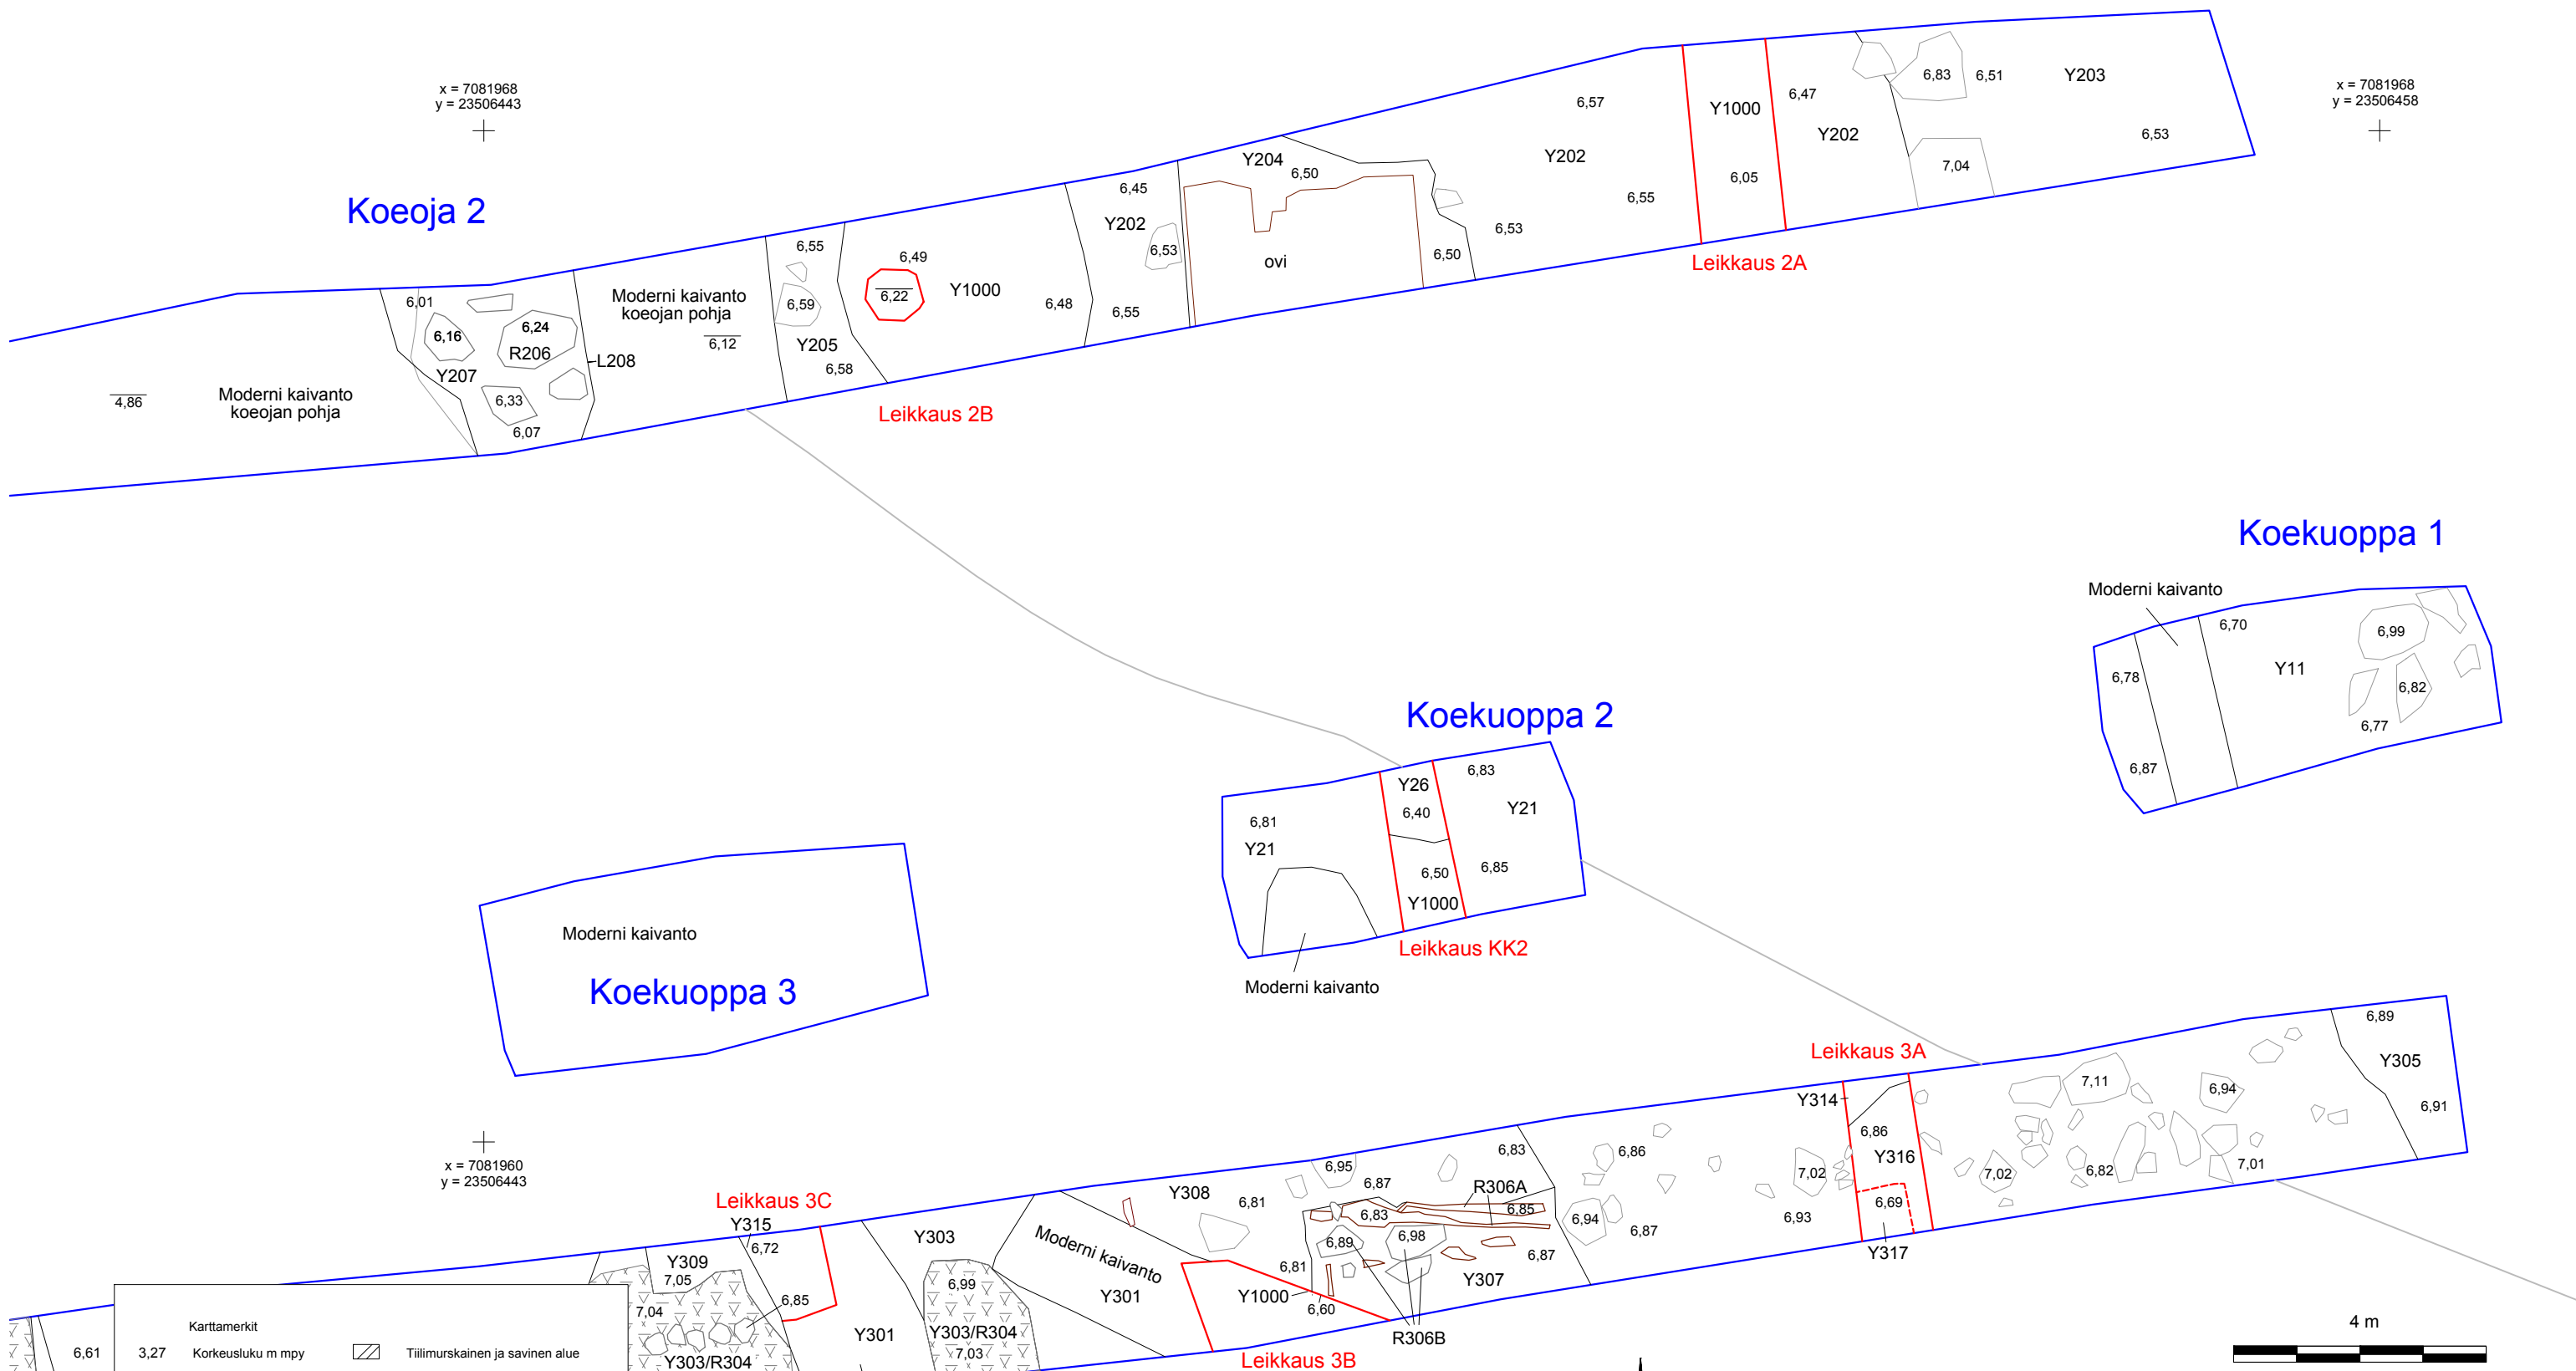 x = 7081968
y = 23506443
x = 7081968
y = 23506458
Koeoja 2
6,57
Y1000
6,47
Y202
6,83
6,51
Y203
6,53
7,04
Y202
6,05
6,55
6,53
Leikkaus 2A
Y204
6,50
6,45
Y202
6,53
ovi
6,50
6,55
6,49
6,22
Y1000
6,48
6,55
6,59
Y205
6,58
Leikkaus 2B
Moderni kaivanto
koeojan pohja
6,12
L208
6,01
6,16
6,24
R206
Y207
6,33
6,07
4,86
Moderni kaivanto
koeojan pohja
Koekuoppa 1
Moderni kaivanto
6,70
6,99
Y11
6,78
6,82
6,77
6,87
Koekuoppa 2
Y26
6,83
6,40
Y21
6,81
Y21
6,50
6,85
Y1000
Leikkaus KK2
Moderni kaivanto
Moderni kaivanto
Koekuoppa 3
x = 7081960
y = 23506443
Leikkaus 3A
6,89
Y305
6,91
7,11
6,94
Y314
6,86
Y316
7,02
6,82
7,01
6,69
Y317
7,02
6,86
6,93
6,94
6,87
6,83
6,95
6,87
R306A
6,85
6,83
Y308
6,81
6,89
6,98
6,87
Y307
6,81
Y1000
6,60
R306B
Leikkaus 3B
Moderni kaivanto
Y301
Leikkaus 3C
Y315
6,72
Y303
6,99
Y309
7,05
7,04
6,85
Y301
Y303/R304
7,03
Y303/R304
Karttamerkit
6,61
3,27
Korkeusluku m mpy
Tiilimurskainen ja savinen alue
4 m